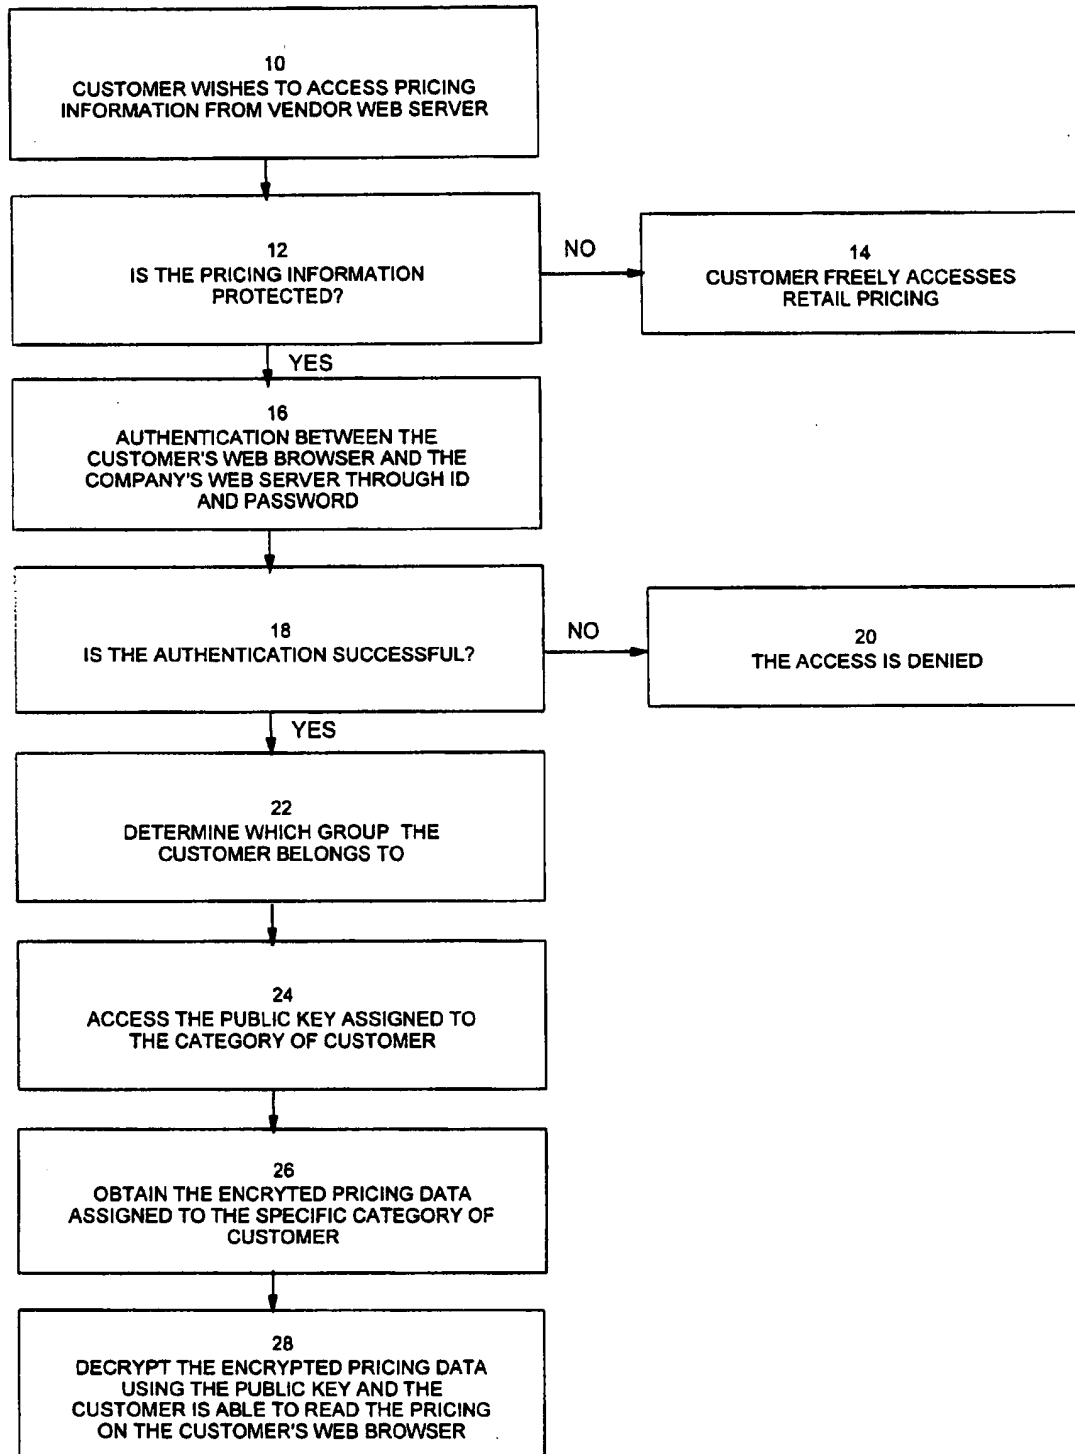 10
CUSTOMER WISHES TO ACCESS PRICING
INFORMATION FROM VENDOR WEB SERVER
12
IS THE PRICING INFORMATION
PROTECTED?
NO
14
CUSTOMER FREELY ACCESSES
RETAIL PRICING
YES
16
AUTHENTICATION BETWEEN THE
CUSTOMER'S WEB BROWSER AND THE
COMPANY'S WEB SERVER THROUGH ID
AND PASSWORD
18
IS THE AUTHENTICATION SUCCESSFUL?
NO
20
THE ACCESS IS DENIED
YES
22
DETERMINE WHICH GROUP THE
CUSTOMER BELONGS TO
24
ACCESS THE PUBLIC KEY ASSIGNED TO
THE CATEGORY OF CUSTOMER
26
OBTAIN THE ENCRYTED PRICING DATA
ASSIGNED TO THE SPECIFIC CATEGORY OF
CUSTOMER
28
DECRYPT THE ENCRYPTED PRICING DATA
USING THE PUBLIC KEY AND THE
CUSTOMER IS ABLE TO READ THE PRICING
ON THE CUSTOMER'S WEB BROWSER